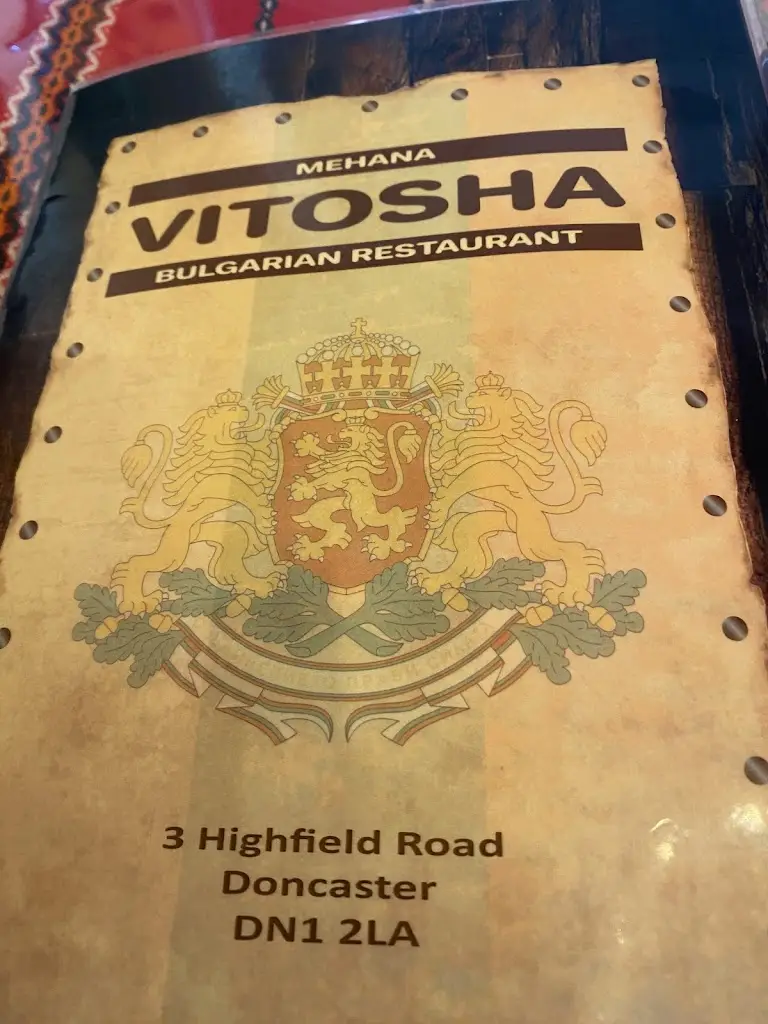 MEHANA
VITOSHA
BULGARIAN RESTAURANT
3 Highfield Road
Doncaster
DN1 2LA